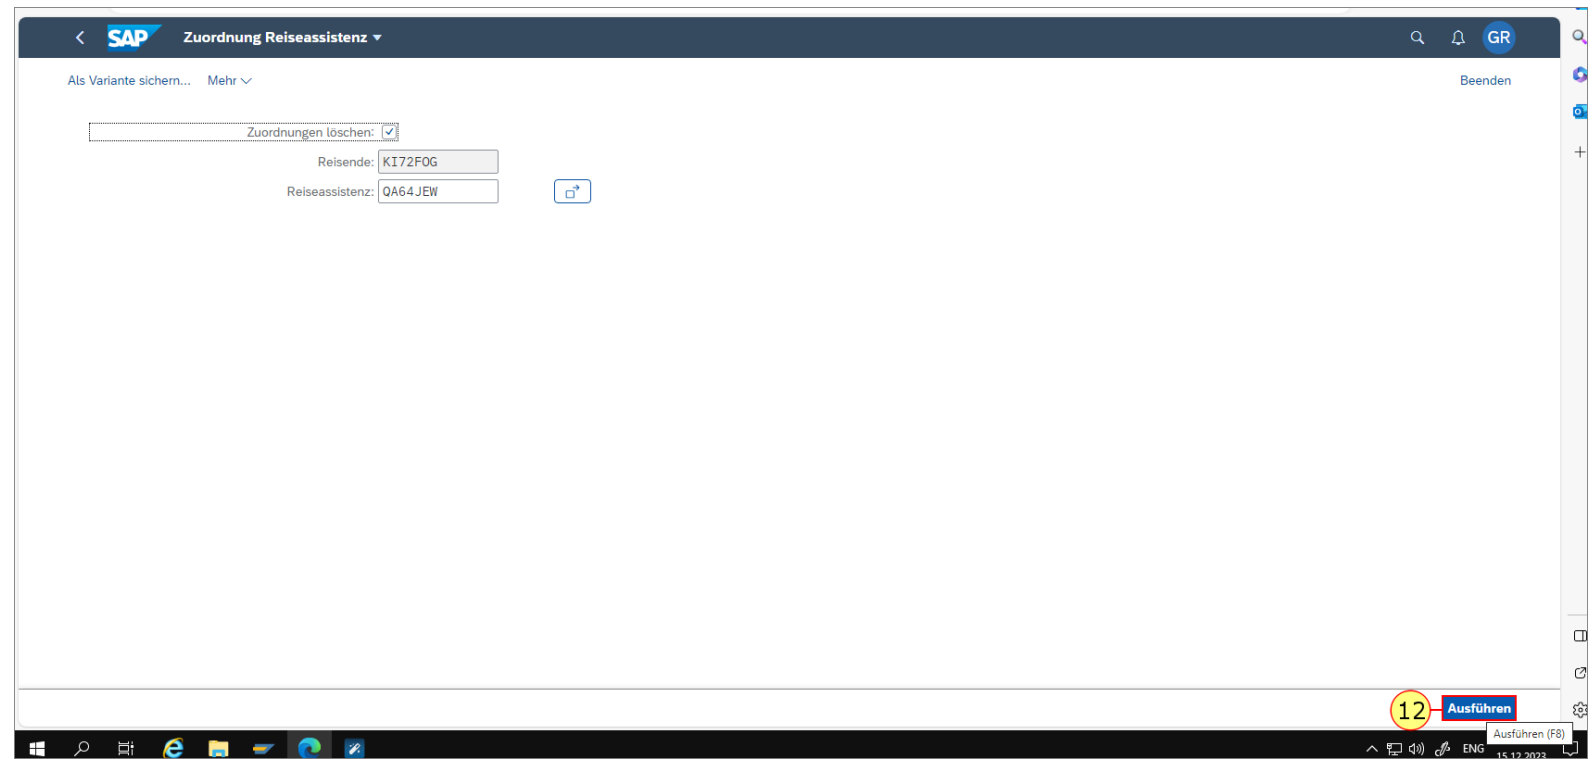 SAP Zuordnung Reiseassistenz GR
Als Variante sichern... Mehr Beenden
Zuordnungen löschen:
Reisende: KI72FOG
Reiseassistenz: QA64JEW
12 Ausführen
Ausführen (F8)
ENG
15.12.2023